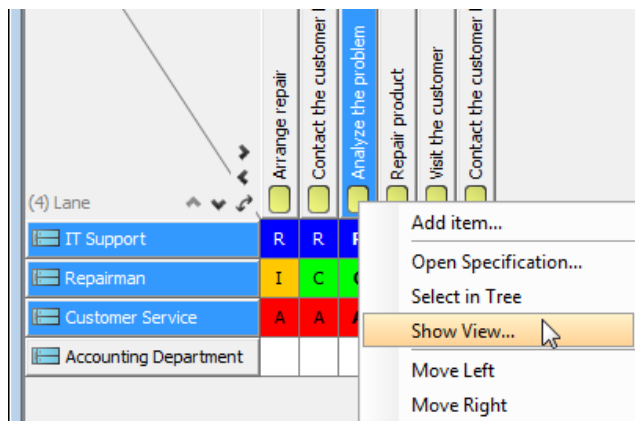 Arrange repair
Contact the customer
Analyze the problem
Repair product
Visit the customer
Contact the customer
(4) Lane
IT Support
R
R
Repairman
I
C
Customer Service
A
A
Accounting Department
Add item...
Open Specification...
Select in Tree
Show View...
Move Left
Move Right